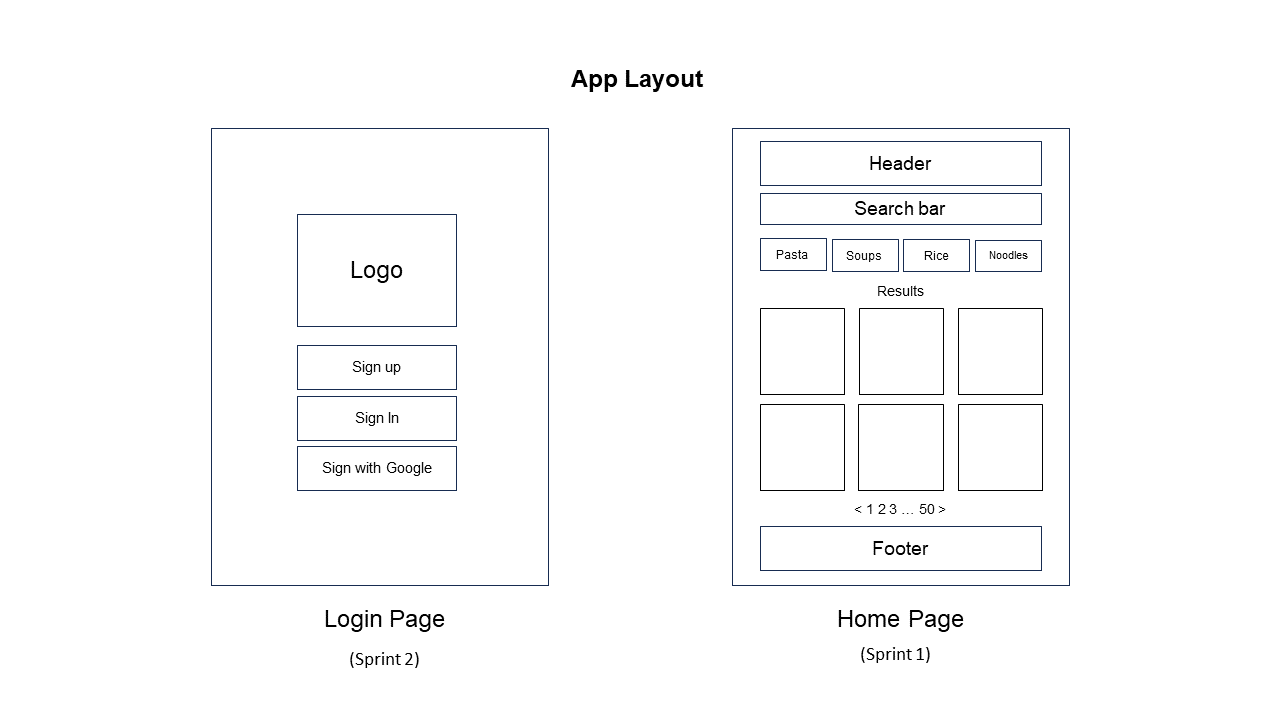 App Layout
Logo
Sign up
Sign In
Sign with Google
Login Page
(Sprint 2)
Header
Search bar
Pasta Soups Rice Noodles
Results
< 1 2 3 … 50 >
Footer
Home Page
(Sprint 1)